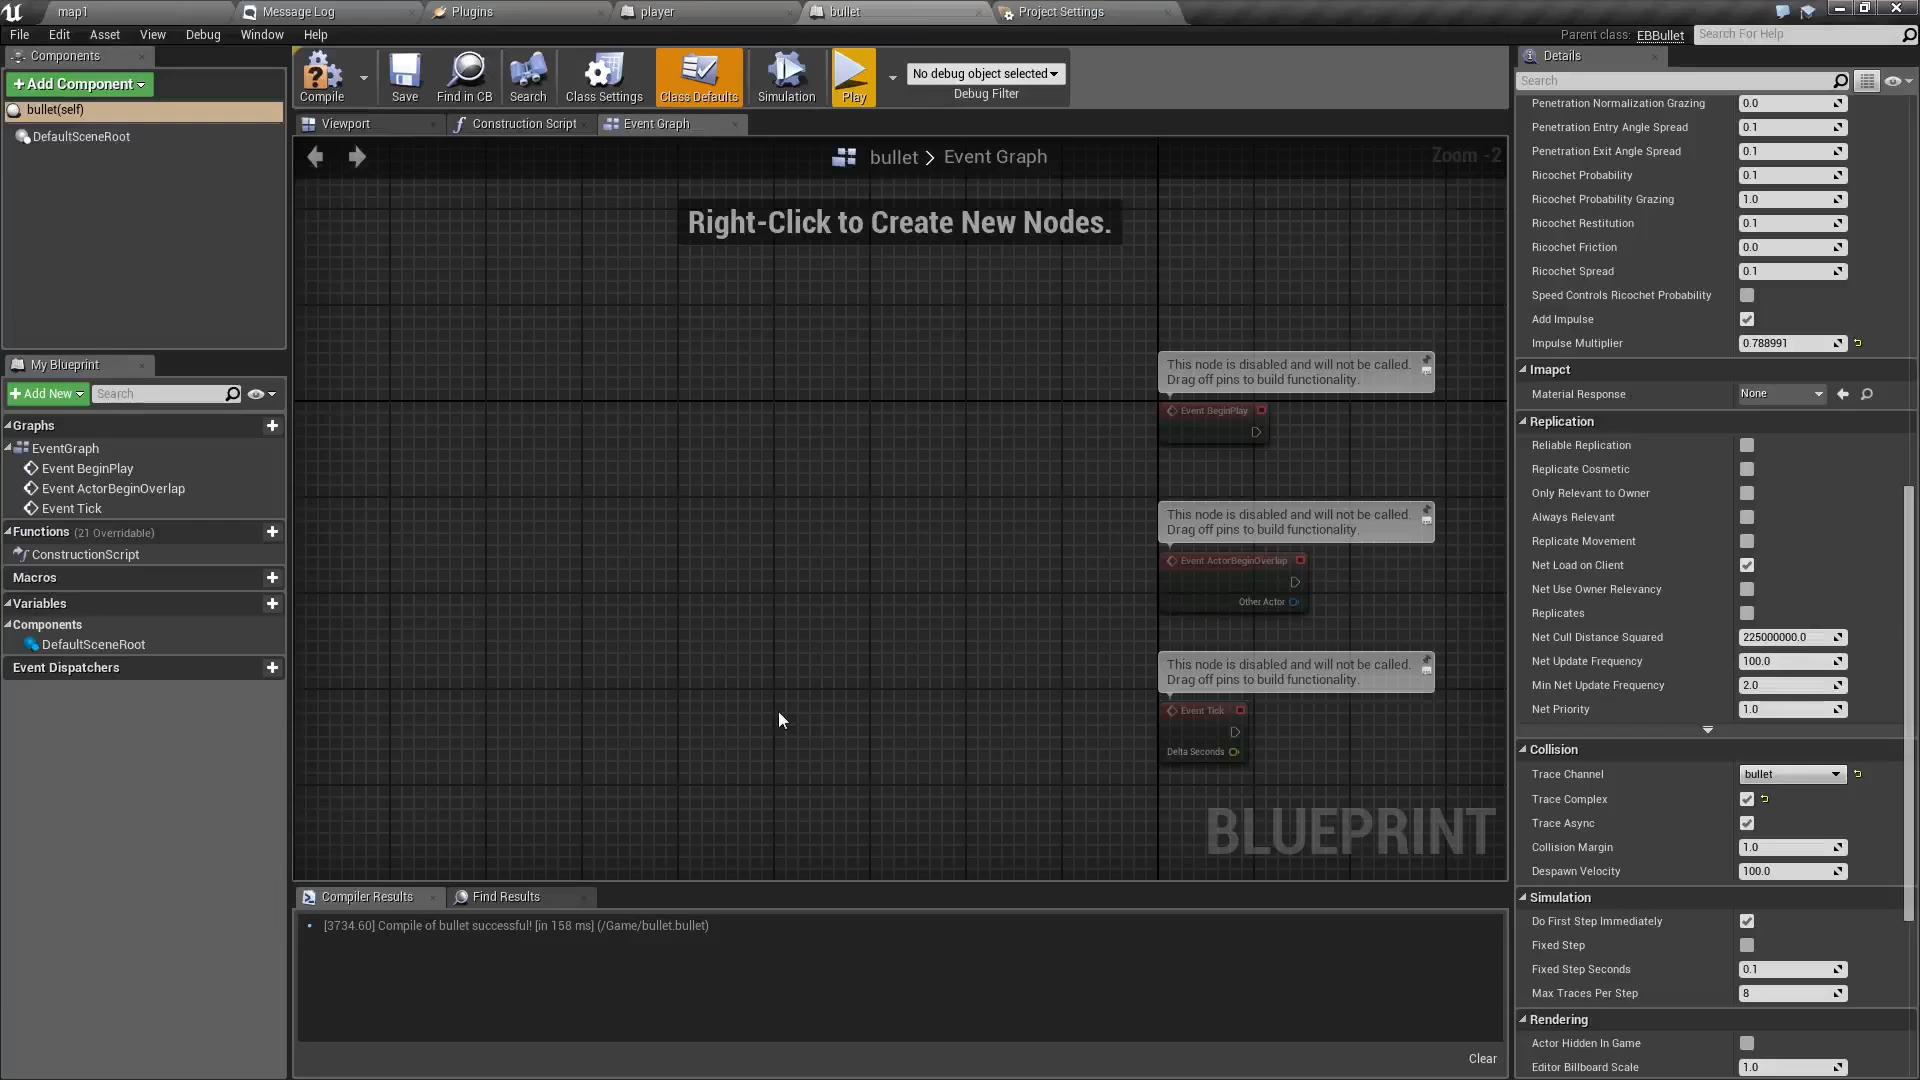 map1
Message Log
Plugins
player
bullet
Project Settings
File Edit Asset View Debug Window Help
Parent class: EBBullet
Search For Help
Components
+Add Component
bullet(self)
DefaultSceneRoot
Compile
Save
Find in CB
Search
Class Settings
Class Defaults
Simulation
Play
No debug object selected
Debug Filter
Viewport
Construction Script
Event Graph
bullet > Event Graph
Zoom -2
Right-Click to Create New Nodes.
This node is disabled and will not be called.
Drag off pins to build functionality.
Event BeginPlay
This node is disabled and will not be called.
Drag off pins to build functionality.
Event ActorBeginOverlap
Other Actor
This node is disabled and will not be called.
Drag off pins to build functionality.
Event Tick
Delta Seconds
BLUEPRINT
My Blueprint
+Add New
Search
Graphs
EventGraph
Event BeginPlay
Event ActorBeginOverlap
Event Tick
Functions (21 Overridable)
ConstructionScript
Macros
Variables
Components
DefaultSceneRoot
Event Dispatchers
Compiler Results
Find Results
[3734.60] Compile of bullet successful! [in 158 ms] (/Game/bullet.bullet)
Clear
Details
Search
Penetration Normalization Grazing 0.0
Penetration Entry Angle Spread 0.1
Penetration Exit Angle Spread 0.1
Ricochet Probability 0.1
Ricochet Probability Grazing 1.0
Ricochet Restitution 0.1
Ricochet Friction 0.0
Ricochet Spread 0.1
Speed Controls Ricochet Probability
Add Impulse
Impulse Multiplier 0.788991
Imapct
Material Response None
Replication
Reliable Replication
Replicate Cosmetic
Only Relevant to Owner
Always Relevant
Replicate Movement
Net Load on Client
Net Use Owner Relevancy
Replicates
Net Cull Distance Squared 225000000.0
Net Update Frequency 100.0
Min Net Update Frequency 2.0
Net Priority 1.0
Collision
Trace Channel bullet
Trace Complex
Trace Async
Collision Margin 1.0
Despawn Velocity 100.0
Simulation
Do First Step Immediately
Fixed Step
Fixed Step Seconds 0.1
Max Traces Per Step 8
Rendering
Actor Hidden In Game
Editor Billboard Scale 1.0